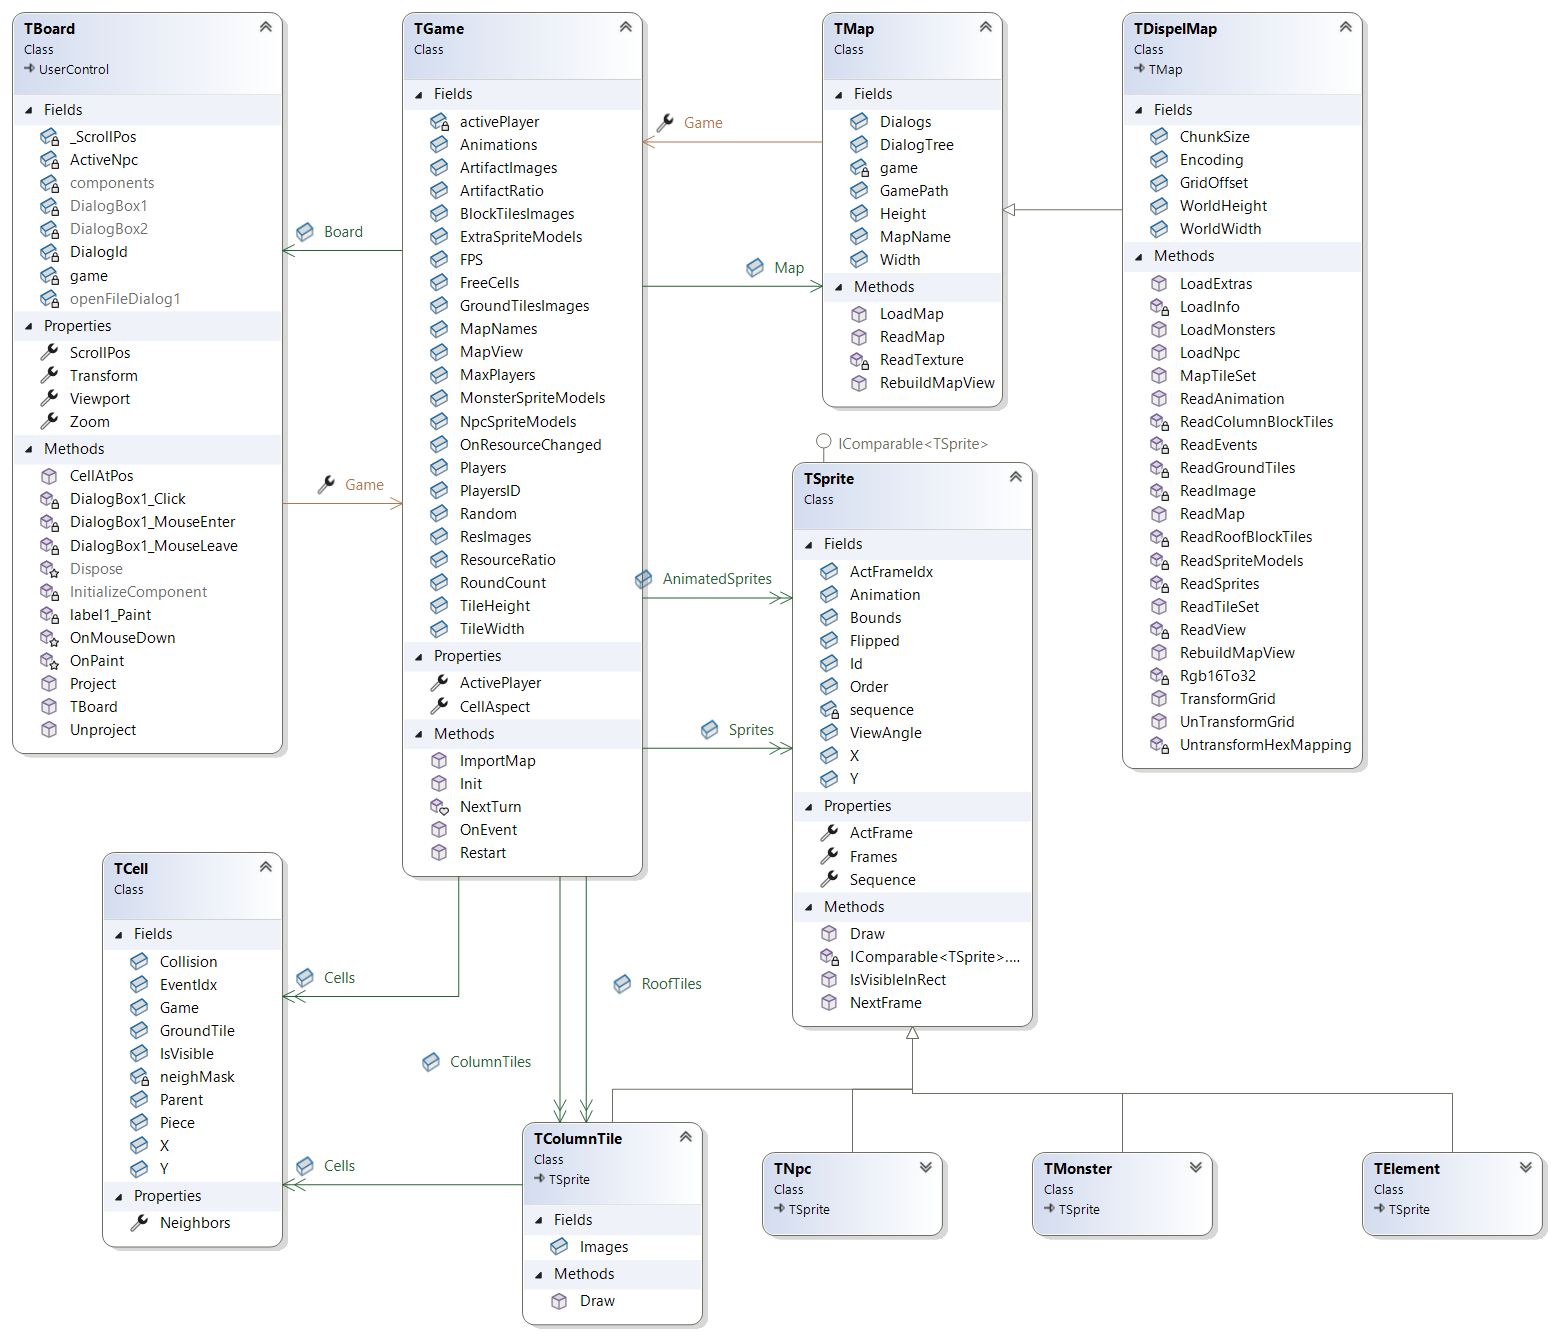 TBoard
Class
UserControl
Fields
_ScrollPos
ActiveNpc
components
DialogBox1
DialogBox2
DialogId
game
openFileDialog1
Properties
ScrollPos
Transform
Viewport
Zoom
Methods
CellAtPos
DialogBox1_Click
DialogBox1_MouseEnter
DialogBox1_MouseLeave
Dispose
InitializeComponent
label1_Paint
OnMouseDown
OnPaint
Project
TBoard
Unproject
Board
Game
TGame
Class
Fields
activePlayer
Animations
ArtifactImages
ArtifactRatio
BlockTilesImages
ExtraSpriteModels
FPS
FreeCells
GroundTilesImages
MapNames
MapView
MaxPlayers
MonsterSpriteModels
NpcSpriteModels
OnResourceChanged
Players
PlayersID
Random
ResImages
ResourceRatio
RoundCount
TileHeight
TileWidth
Properties
ActivePlayer
CellAspect
Methods
ImportMap
Init
NextTurn
OnEvent
Restart
Game
Map
AnimatedSprites
Sprites
TMap
Class
Fields
Dialogs
DialogTree
game
GamePath
Height
MapName
Width
Methods
LoadMap
ReadMap
ReadTexture
RebuildMapView
TDispelMap
Class
TMap
Fields
ChunkSize
Encoding
GridOffset
WorldHeight
WorldWidth
Methods
LoadExtras
LoadInfo
LoadMonsters
LoadNpc
MapTileSet
ReadAnimation
ReadColumnBlockTiles
ReadEvents
ReadGroundTiles
ReadImage
ReadMap
ReadRoofBlockTiles
ReadSpriteModels
ReadSprites
ReadTileSet
ReadView
RebuildMapView
Rgb16To32
TransformGrid
UnTransformGrid
UntransformHexMapping
IComparable<TSprite>
TSprite
Class
Fields
ActFrameIdx
Animation
Bounds
Flipped
Id
Order
sequence
ViewAngle
X
Y
Properties
ActFrame
Frames
Sequence
Methods
Draw
IComparable<TSprite>....
IsVisibleInRect
NextFrame
TCell
Class
Fields
Collision
EventIdx
Game
GroundTile
IsVisible
neighMask
Parent
Piece
X
Y
Properties
Neighbors
Cells
RoofTiles
ColumnTiles
Cells
TColumnTile
Class
TSprite
Fields
Images
Methods
Draw
TNpc
Class
TSprite
TMonster
Class
TSprite
TElement
Class
TSprite